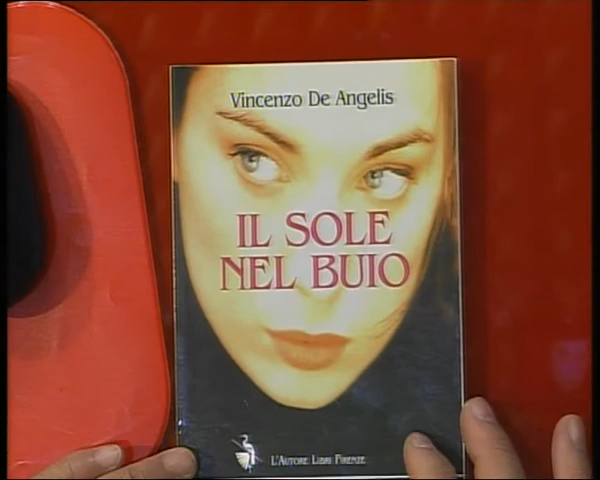 Vincenzo De Angelis
IL SOLE
NEL BUIO
L'Autore Libri Firenze